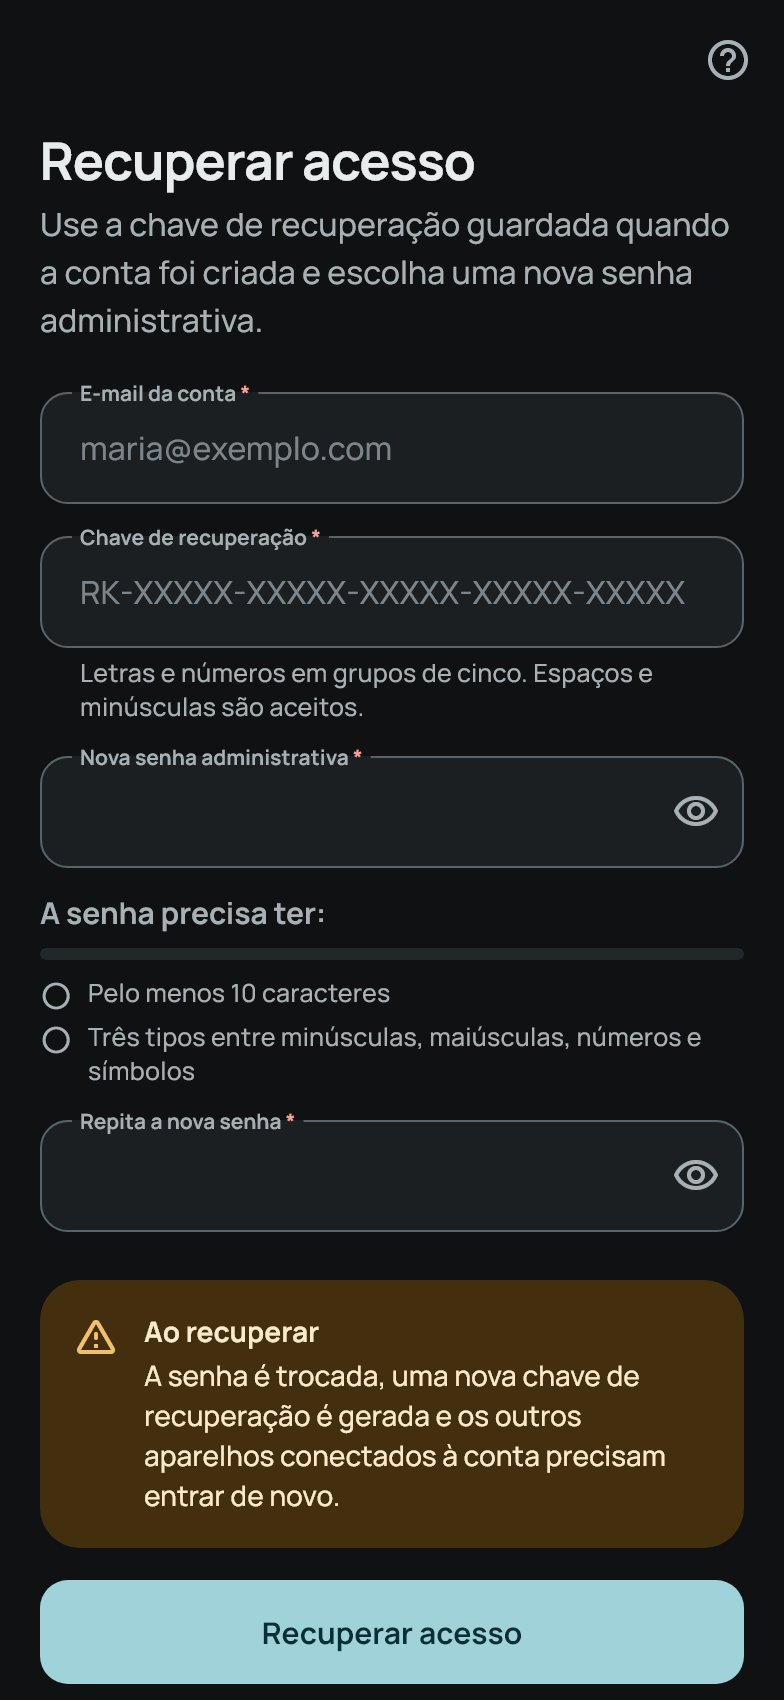 Recuperar acesso
Use a chave de recuperação guardada quando
a conta foi criada e escolha uma nova senha
administrativa.
E-mail da conta *
maria@exemplo.com
Chave de recuperação *
RK-XXXXX-XXXXX-XXXXX-XXXXX-XXXXX
Letras e números em grupos de cinco. Espaços e
minúsculas são aceitos.
Nova senha administrativa *
A senha precisa ter:
Pelo menos 10 caracteres
Três tipos entre minúsculas, maiúsculas, números e
símbolos
Repita a nova senha *
Ao recuperar
A senha é trocada, uma nova chave de
recuperação é gerada e os outros
aparelhos conectados à conta precisam
entrar de novo.
Recuperar acesso